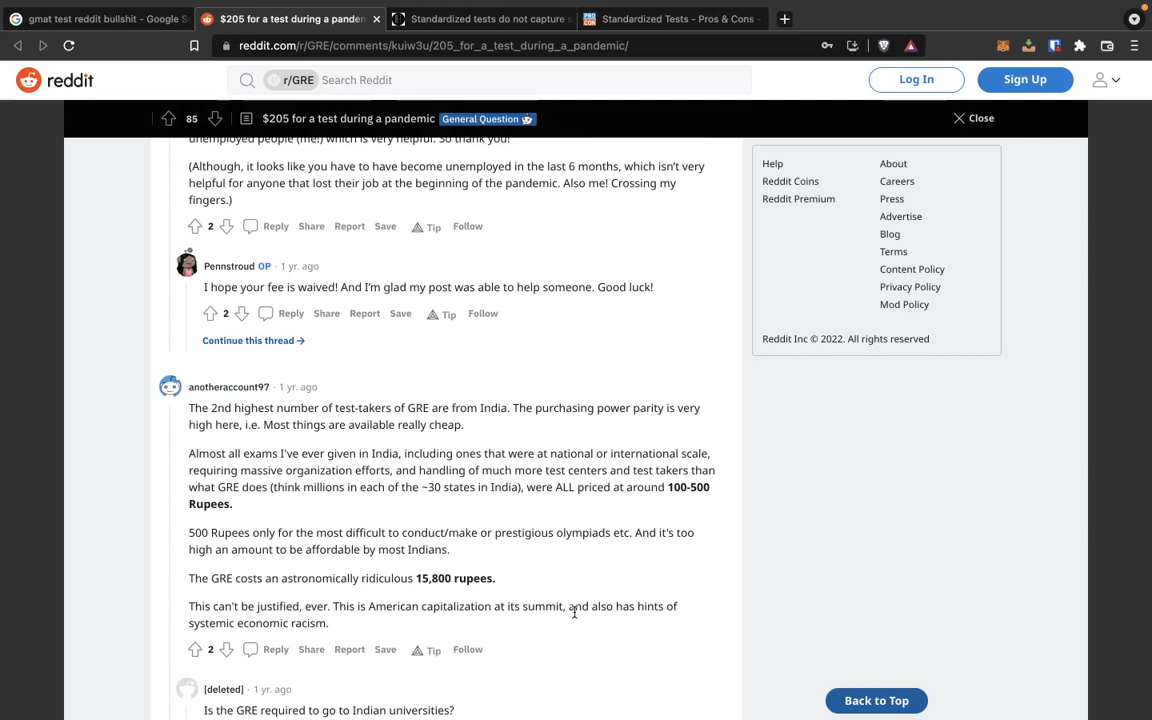 gmat test reddit bullshit - Google Se
$205 for a test during a pandem
Standardized tests do not capture s
PRO CON
Standardized Tests - Pros & Cons -
reddit.com/r/GRE/comments/kuiw3u/205_for_a_test_during_a_pandemic/
reddit
r/GRE
Search Reddit
Log In
Sign Up
85
$205 for a test during a pandemic
General Question
Close
unemployed people (me!) which is very helpful. So thank you!
(Although, it looks like you have to have become unemployed in the last 6 months, which isn't very
helpful for anyone that lost their job at the beginning of the pandemic. Also me! Crossing my
fingers.)
2
Reply
Share
Report
Save
Tip
Follow
Pennstroud OP · 1 yr. ago
I hope your fee is waived! And I'm glad my post was able to help someone. Good luck!
2
Reply
Share
Report
Save
Tip
Follow
Continue this thread →
anotheraccount97 · 1 yr. ago
The 2nd highest number of test-takers of GRE are from India. The purchasing power parity is very
high here, i.e. Most things are available really cheap.
Almost all exams I've ever given in India, including ones that were at national or international scale,
requiring massive organization efforts, and handling of much more test centers and test takers than
what GRE does (think millions in each of the ~30 states in India), were ALL priced at around 100-500
Rupees.
500 Rupees only for the most difficult to conduct/make or prestigious olympiads etc. And it's too
high an amount to be affordable by most Indians.
The GRE costs an astronomically ridiculous 15,800 rupees.
This can't be justified, ever. This is American capitalization at its summit, and also has hints of
systemic economic racism.
2
Reply
Share
Report
Save
Tip
Follow
[deleted] · 1 yr. ago
Is the GRE required to go to Indian universities?
Help
About
Reddit Coins
Careers
Reddit Premium
Press
Advertise
Blog
Terms
Content Policy
Privacy Policy
Mod Policy
Reddit Inc © 2022. All rights reserved
Back to Top